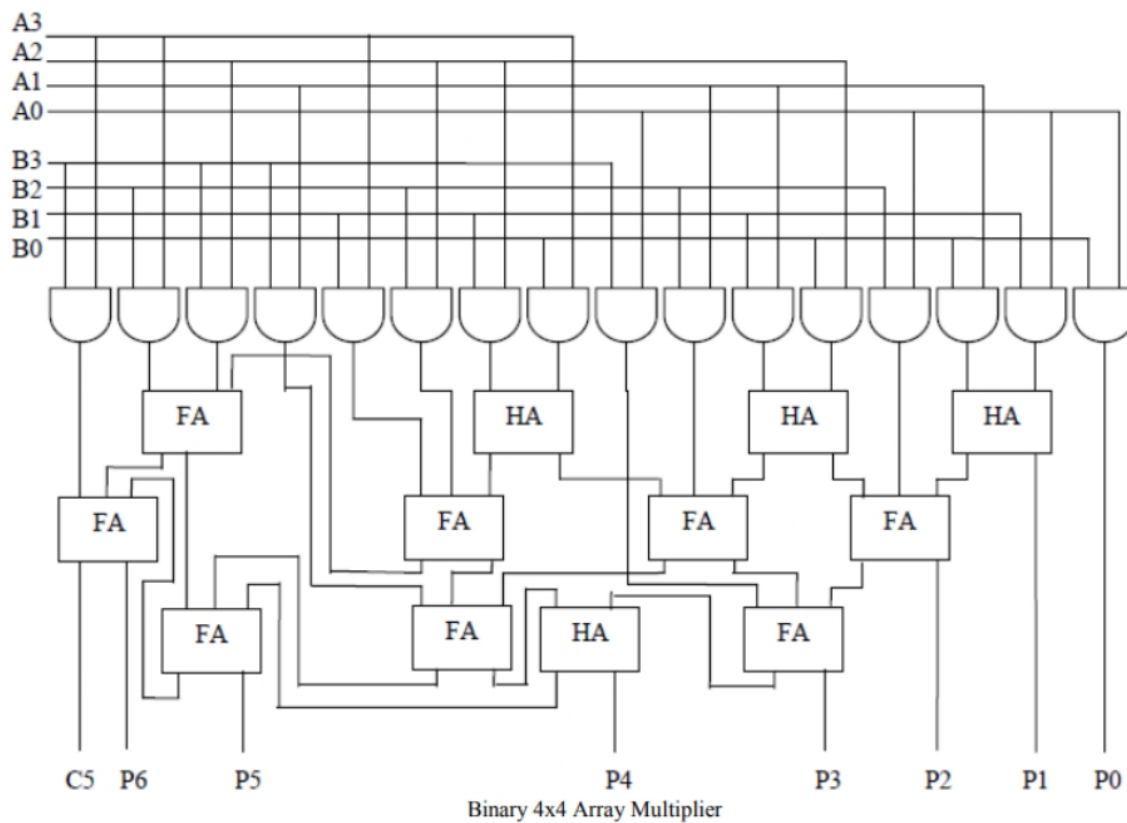 A3
A2
A1
A0
B3
B2
B1
B0
FA HA HA HA
FA FA FA FA
FA FA HA FA
C5 P6 P5 P4 P3 P2 P1 P0
Binary 4x4 Array Multiplier